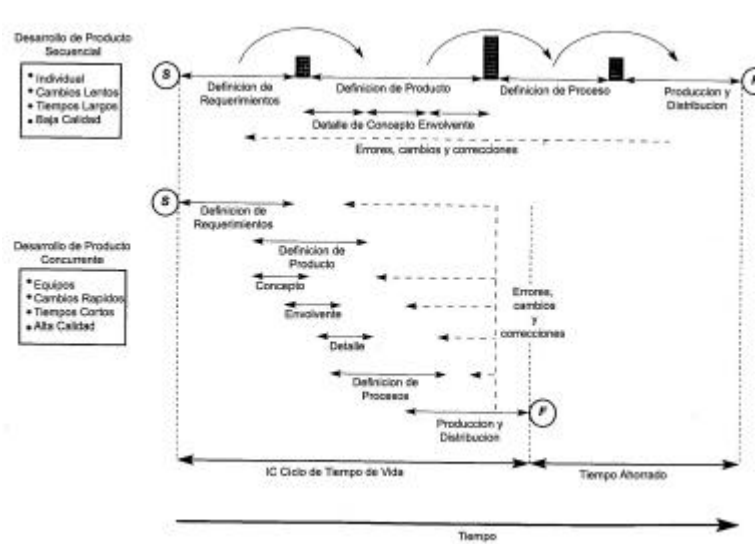 Desarrollo de Producto
Secuencial
• Individual
• Cambios Lentos
• Tiempos Largos
• Baja Calidad
S
Definicion de
Requerimientos
Definicion de Producto
Definicion de Proceso
Produccion y
Distribucion
F
Detalle de Concepto Envolvente
Errores, cambios y correcciones
S
Definicion de
Requerimientos
Desarrollo de Producto
Concurrente
• Equipos
• Cambios Rapidos
• Tiempos Cortos
• Alta Calidad
Definicion de
Producto
Concepto
Envolvente
Detalle
Definicion de
Procesos
Produccion y
Distribucion
F
Errores,
cambios
y
correcciones
IC Ciclo de Tiempo de Vida
Tiempo Ahorrado
Tiempo